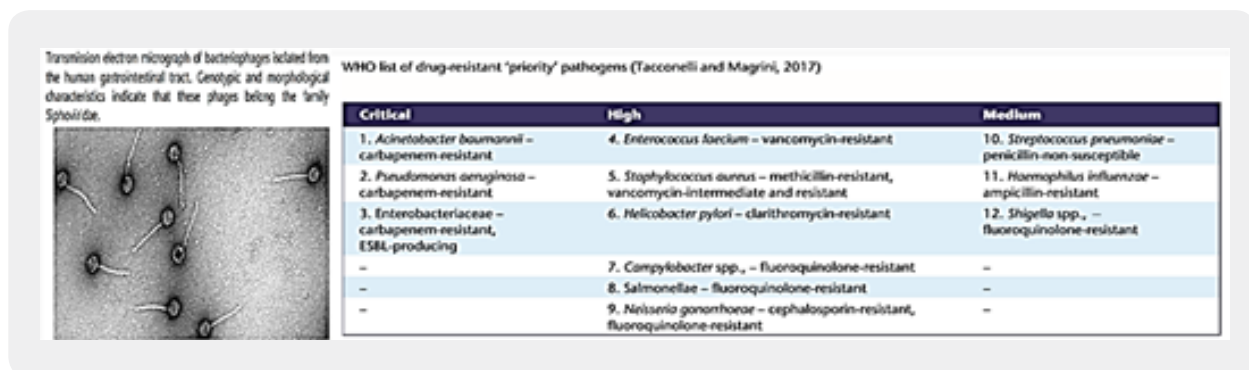 Transmission electron micrograph of bacteriophages isolated from
the human gastrointestinal tract. Genotypic and morphological
characteristics indicate that these phages belong the family
WHO list of drug-resistant 'priority' pathogens (Tacconelli and Magrini, 2017)
Critical High Medium
1. Acinetobacter baumannii –
carbapenem-resistant
4. Enterococcus faecium – vancomycin-resistant
10. Streptococcus pneumoniae –
penicillin-non-susceptible
2. Pseudomonas aeruginosa –
carbapenem-resistant
5. Staphylococcus aureus – methicillin-resistant,
vancomycin-intermediate and resistant
11. Haemophilus influenzae –
ampicillin-resistant
3. Enterobacteriaceae –
carbapenem-resistant,
ESBL-producing
6. Helicobacter pylori – clarithromycin-resistant
12. Shigella spp., –
fluoroquinolone-resistant
– 7. Campylobacter spp., – fluoroquinolone-resistant –
– 8. Salmonellae – fluoroquinolone-resistant –
– 9. Neisseria gonorrhoeae – cephalosporin-resistant,
fluoroquinolone-resistant –